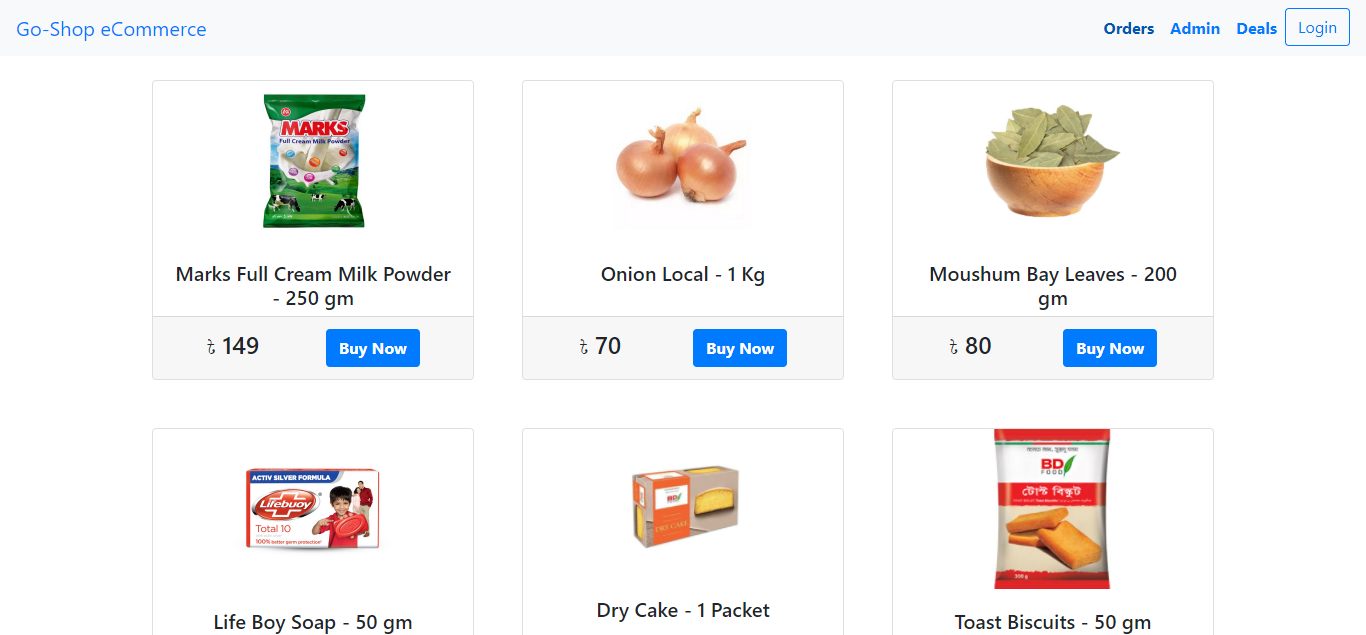 Go-Shop eCommerce
Orders Admin Deals Login
MARKS
Full Cream Milk Powder
Marks Full Cream Milk Powder
- 250 gm
৳ 149 Buy Now
Onion Local - 1 Kg
৳ 70 Buy Now
Moushum Bay Leaves - 200
gm
৳ 80 Buy Now
ACTIV SILVER FORMULA
Lifebuoy
Total 10
100% better germ protection*
Life Boy Soap - 50 gm
BD
DRY CAKE
Dry Cake - 1 Packet
BD
FOOD
টোস্ট বিস্কুট
Toast Biscuits - 50 gm